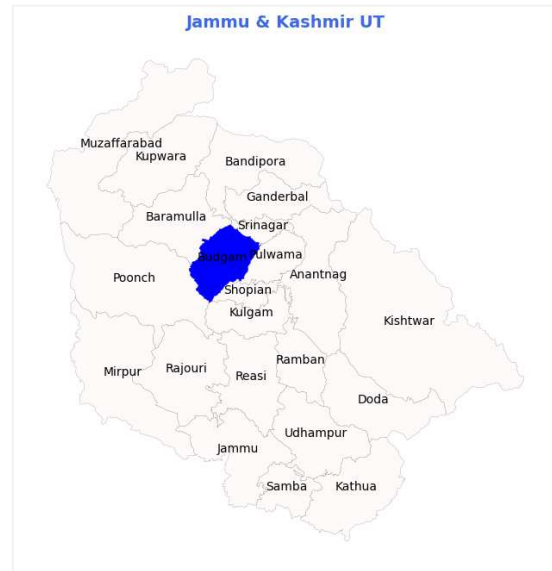 Jammu & Kashmir UT
Muzaffarabad
Kupwara
Bandipora
Ganderbal
Baramulla
Srinagar
Budgam
Pulwama
Poonch
Anantnag
Shopian
Kulgam
Kishtwar
Mirpur
Rajouri
Reasi
Ramban
Doda
Udhampur
Jammu
Samba
Kathua